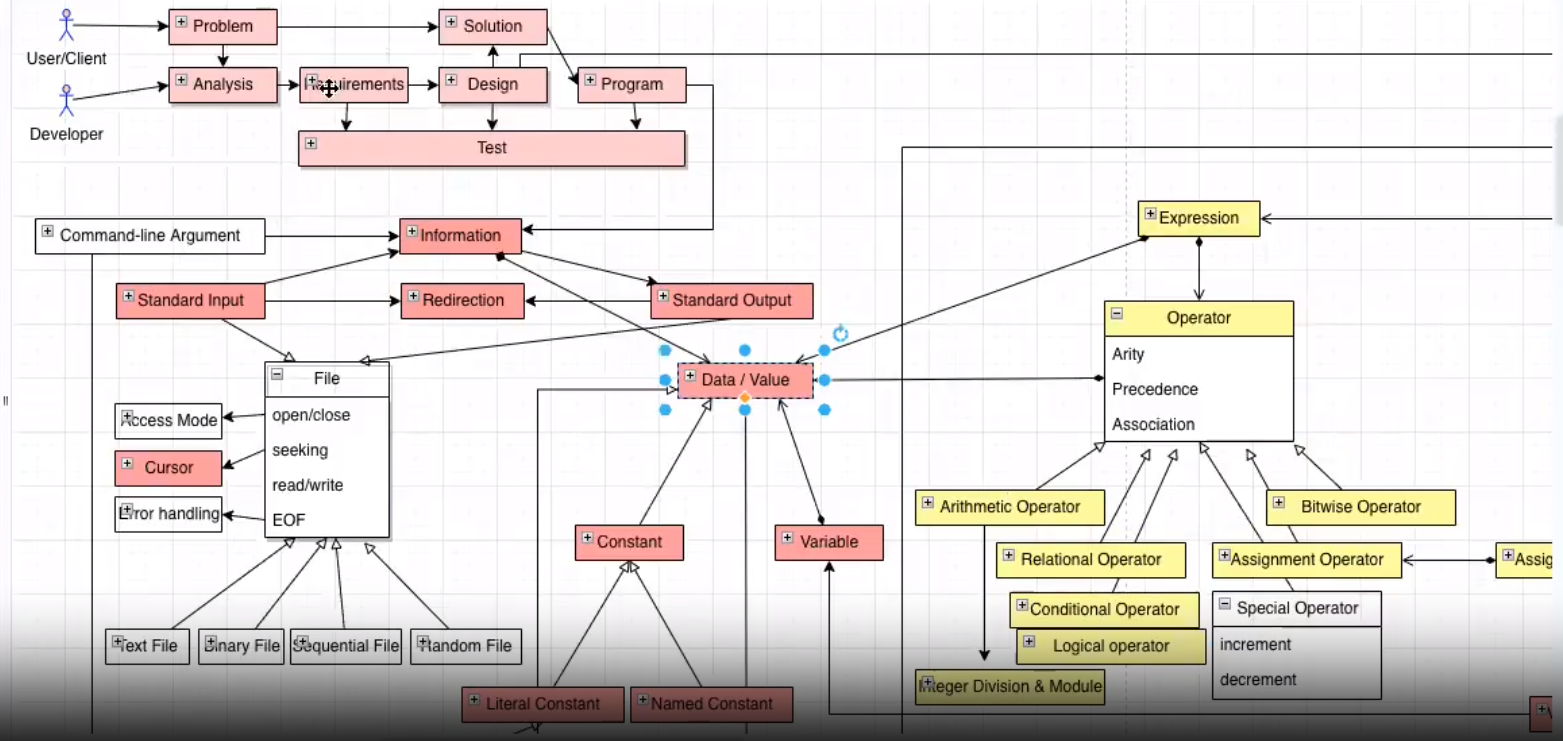 Problem
Solution
User/Client
Analysis
Requirements
Design
Program
Developer
Test
Command-line Argument
Information
Expression
Standard Input
Redirection
Standard Output
Operator
Arity
Precedence
Association
File
open/close
seeking
read/write
EOF
Data / Value
Access Mode
Cursor
Error handling
Constant
Variable
Arithmetic Operator
Bitwise Operator
Relational Operator
Assignment Operator
Assig
Conditional Operator
Logical operator
Special Operator
increment
decrement
Integer Division & Module
Text File
Binary File
Sequential File
Random File
Literal Constant
Named Constant